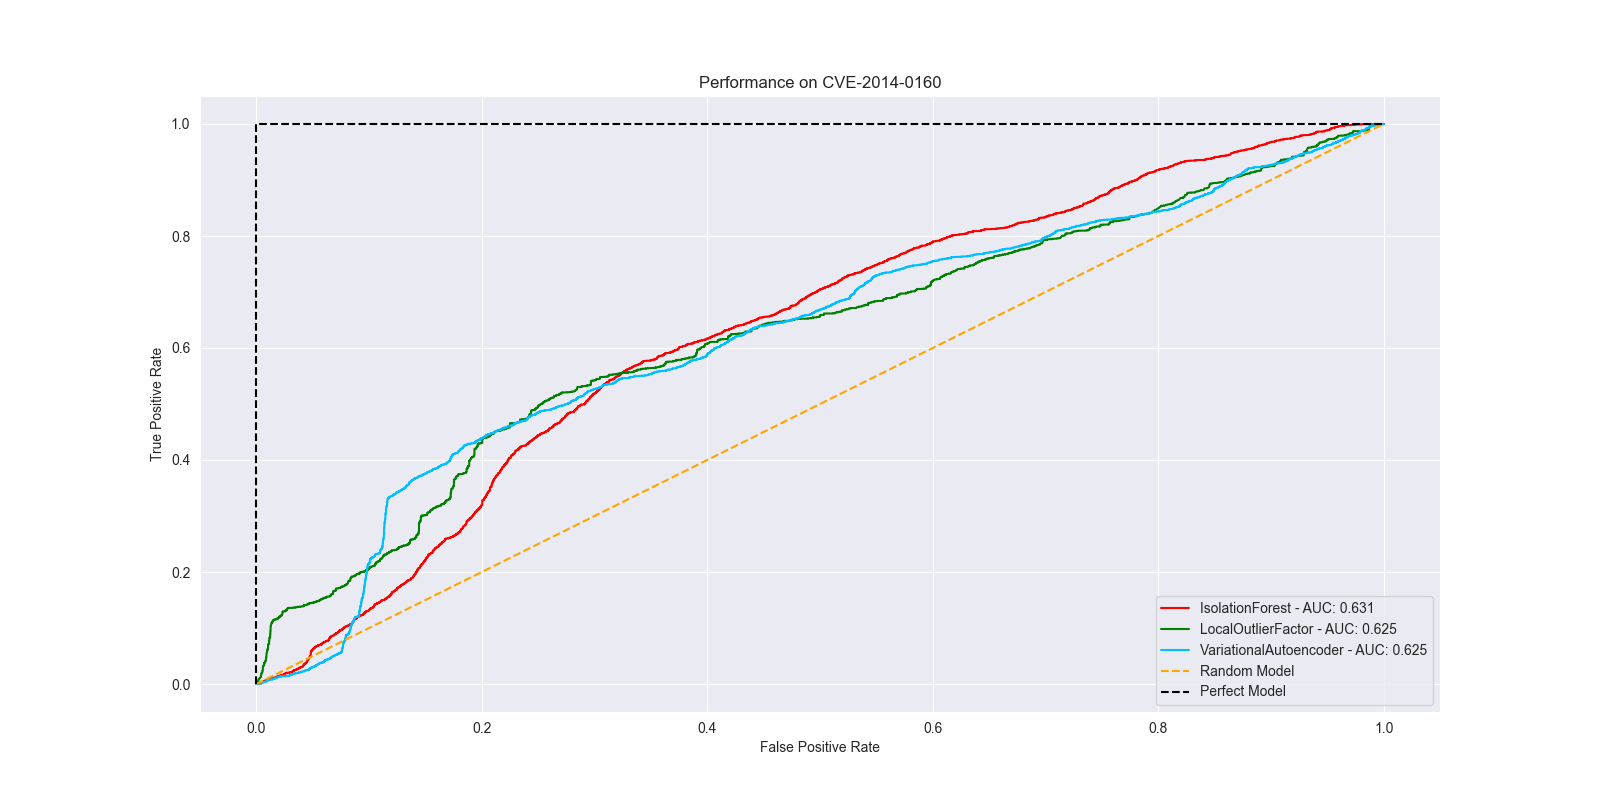 Performance on CVE-2014-0160
1.0
0.8
0.6
0.4
0.2
0.0
True Positive Rate
IsolationForest - AUC: 0.631
LocalOutlierFactor - AUC: 0.625
VariationalAutoencoder - AUC: 0.625
Random Model
Perfect Model
0.0 0.2 0.4 0.6 0.8 1.0
False Positive Rate